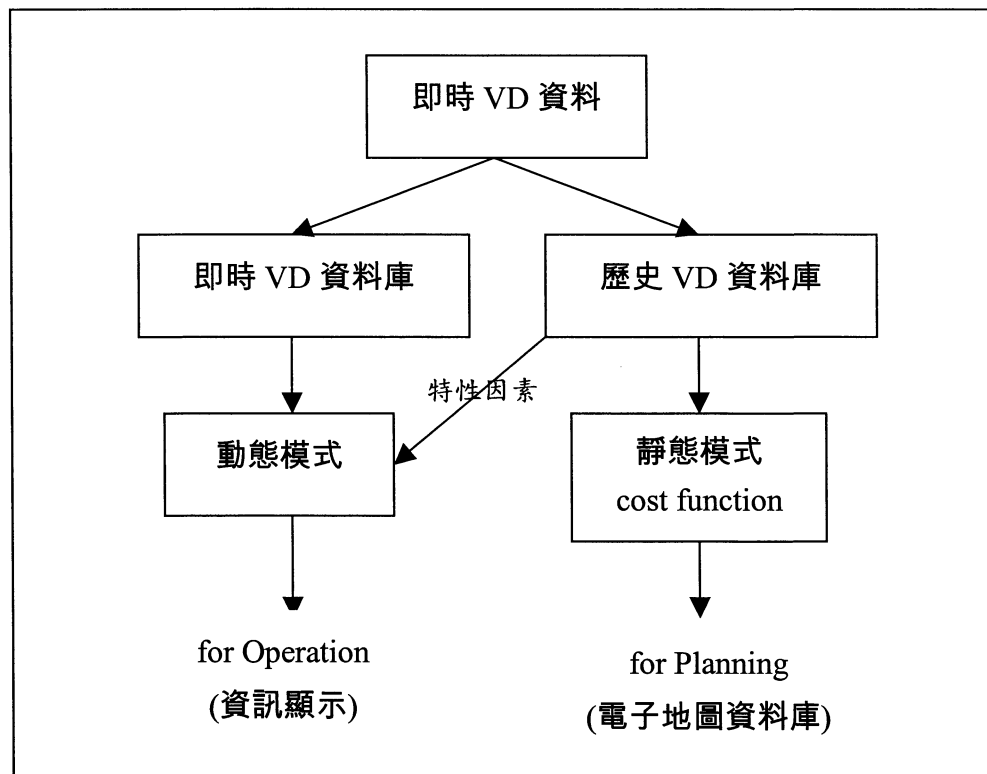 即時 VD 資料
即時 VD 資料庫
歷史 VD 資料庫
特性因素
動態模式
靜態模式
cost function
for Operation
(資訊顯示)
for Planning
(電子地圖資料庫)